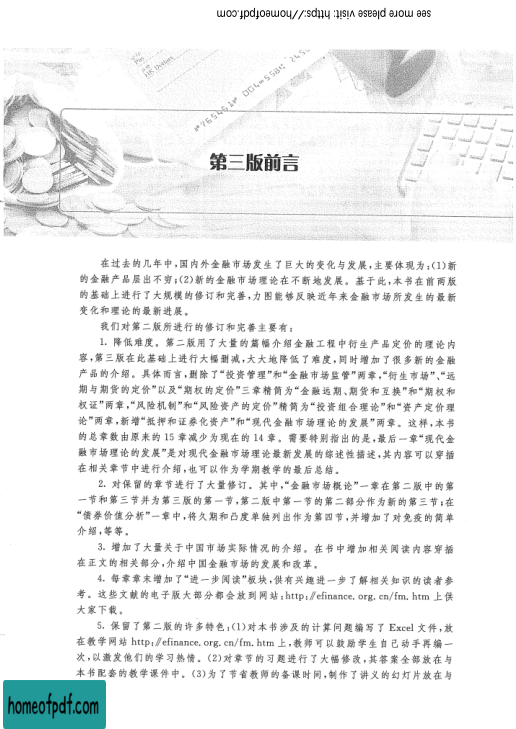 see more please visit: https://homeofpdf.com
第三版前言
在过去的几年中,国内外金融市场发生了巨大的变化与发展,主要体现为:(1)新
的金融产品层出不穷;(2)新的金融市场理论在不断地发展。基于此,本书在前两版
的基础上进行了大规模的修订和完善,力图能够反映近年来金融市场所发生的最新
变化和理论的最新进展。
我们对第二版所进行的修订和完善主要有:
1. 降低难度。第二版用了大量的篇幅介绍金融工程中衍生产品定价的理论内
容,第三版在此基础上进行大幅删减,大大地降低了难度,同时增加了很多新的金融
产品的介绍。具体而言,删除了“投资管理”和“金融市场监管”两章,“衍生市场”、“远
期与期货的定价”以及“期权的定价”三章精简为“金融远期、期货和互换”和“期权和
权证”两章,“风险机制”和“风险资产的定价”精简为“投资组合理论”和“资产定价理
论”两章,新增“抵押和证券化资产”和“现代金融市场理论的发展”两章。这样,本书
的总章数由原来的 15 章减少为现在的 14 章。需要特别指出的是,最后一章“现代金
融市场理论的发展”是对现代金融市场理论最新发展的综述性描述,其内容可以穿插
在相关章节中进行介绍,也可以作为学期教学的最后总结。
2. 对保留的章节进行了大量修订。其中,“金融市场概论”一章在第二版中的第
一节和第三节并为第三版的第一节,第二版中第一节的第二部分作为新的第三节;在
“债券价值分析”一章中,将久期和凸度单独列出作为第四节,并增加了对免疫的简单
介绍,等等。
3. 增加了大量关于中国市场实际情况的介绍。在书中增加相关阅读内容穿插
在正文的相关部分,介绍中国金融市场的发展和改革。
4. 每章章末增加了“进一步阅读”板块,供有兴趣进一步了解相关知识的读者参
考。这些文献的电子版大部分都会放到网站:http://efinance.org.cn/fm.htm 上供
大家下载。
5. 保留了第二版的许多特色:(1)对本书涉及的计算问题编写了 Excel 文件,放
在教学网站 http://efinance.org.cn/fm.htm 上,教师可以鼓励学生自己动手再编一
次,以激发他们的学习热情。(2)对章节的习题进行了大幅修改,其答案全部放在与
本书配套的教学课件中。(3)为了节省教师的备课时间,制作了讲义的幻灯片放在与
homeofpdf.com